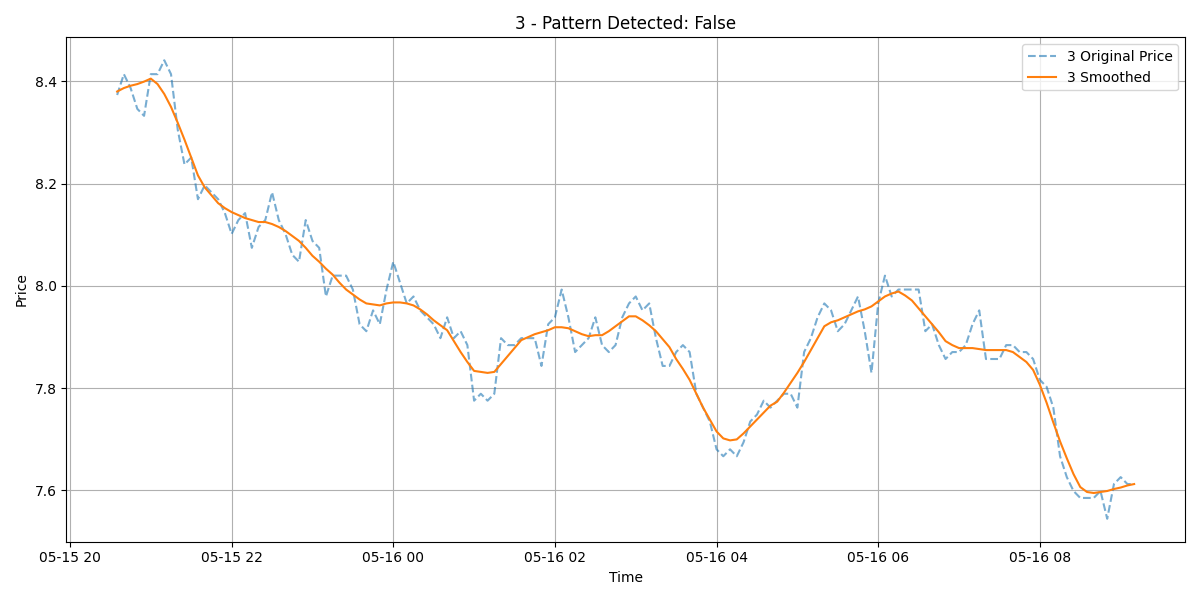 3 - Pattern Detected: False
3 Original Price
3 Smoothed
Price
8.4
8.2
8.0
7.8
7.6
05-15 20
05-15 22
05-16 00
05-16 02
05-16 04
05-16 06
05-16 08
Time